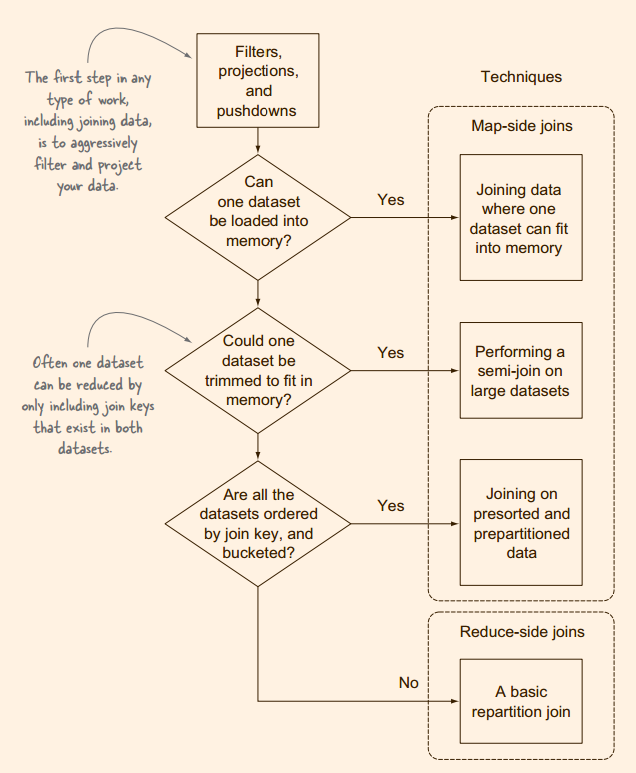 Filters,
projections,
and
pushdowns
The first step in any
type of work,
including joining data,
is to aggressively
filter and project
your data.
Techniques
Map-side joins
Can
one dataset
be loaded into
memory?
Yes
Joining data
where one
dataset can fit
into memory
Often one dataset
can be reduced by
only including join keys
that exist in both
datasets.
Could one
dataset be
trimmed to fit in
memory?
Yes
Performing a
semi-join on
large datasets
Are all the
datasets ordered
by join key, and
bucketed?
Yes
Joining on
presorted and
prepartitioned
data
Reduce-side joins
No
A basic
repartition join